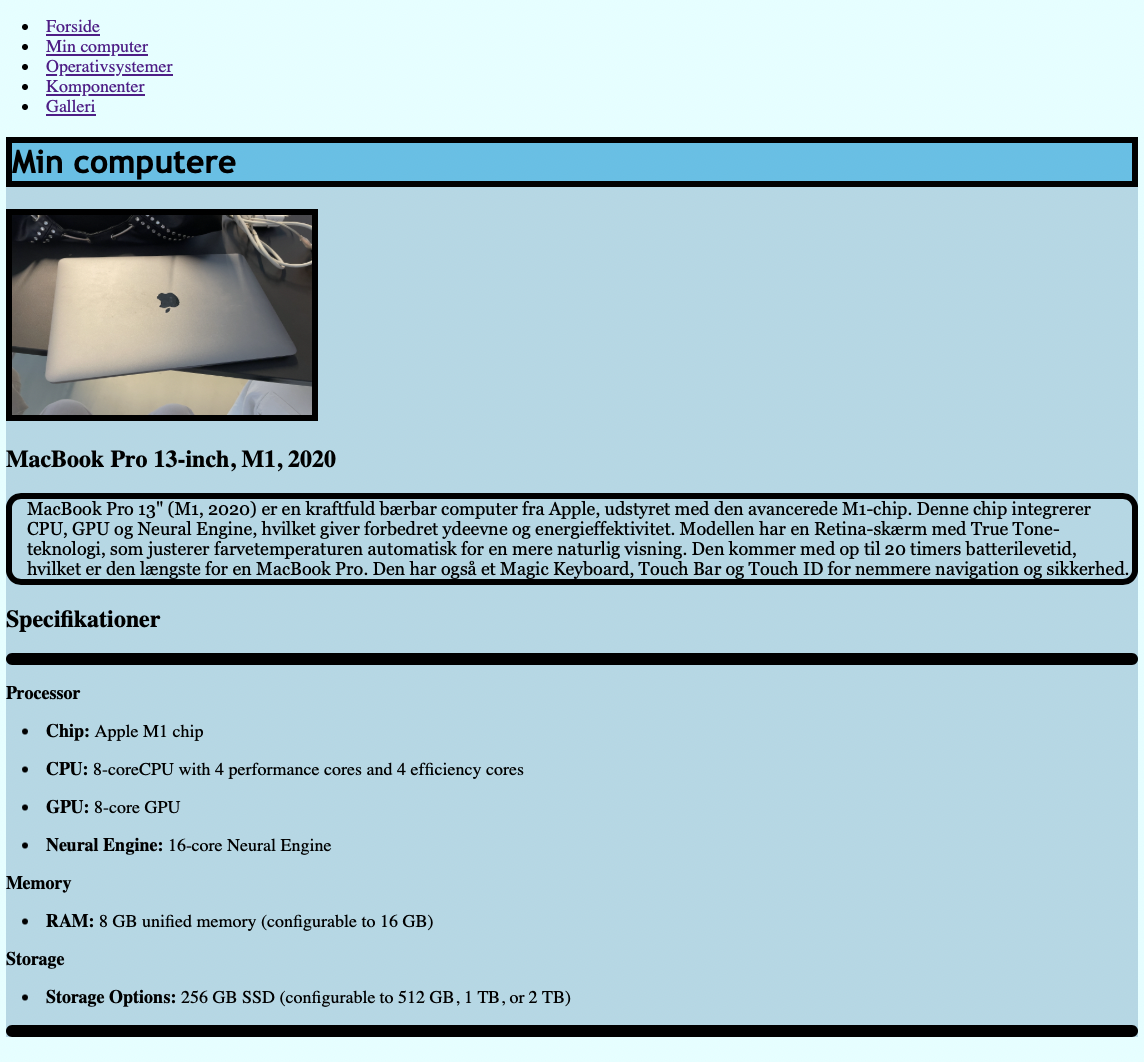 Forside
Min computer
Operativsystemer
Komponenter
Galleri
Min computere
MacBook Pro 13-inch, M1, 2020
MacBook Pro 13" (M1, 2020) er en kraftfuld bærbar computer fra Apple, udstyret med den avancerede M1-chip. Denne chip integrerer
CPU, GPU og Neural Engine, hvilket giver forbedret ydeevne og energieffektivitet. Modellen har en Retina-skærm med True Tone-
teknologi, som justerer farvetemperaturen automatisk for en mere naturlig visning. Den kommer med op til 20 timers batterilevetid,
hvilket er den længste for en MacBook Pro. Den har også et Magic Keyboard, Touch Bar og Touch ID for nemmere navigation og sikkerhed.
Specifikationer
Processor
Chip: Apple M1 chip
CPU: 8-coreCPU with 4 performance cores and 4 efficiency cores
GPU: 8-core GPU
Neural Engine: 16-core Neural Engine
Memory
RAM: 8 GB unified memory (configurable to 16 GB)
Storage
Storage Options: 256 GB SSD (configurable to 512 GB, 1 TB, or 2 TB)